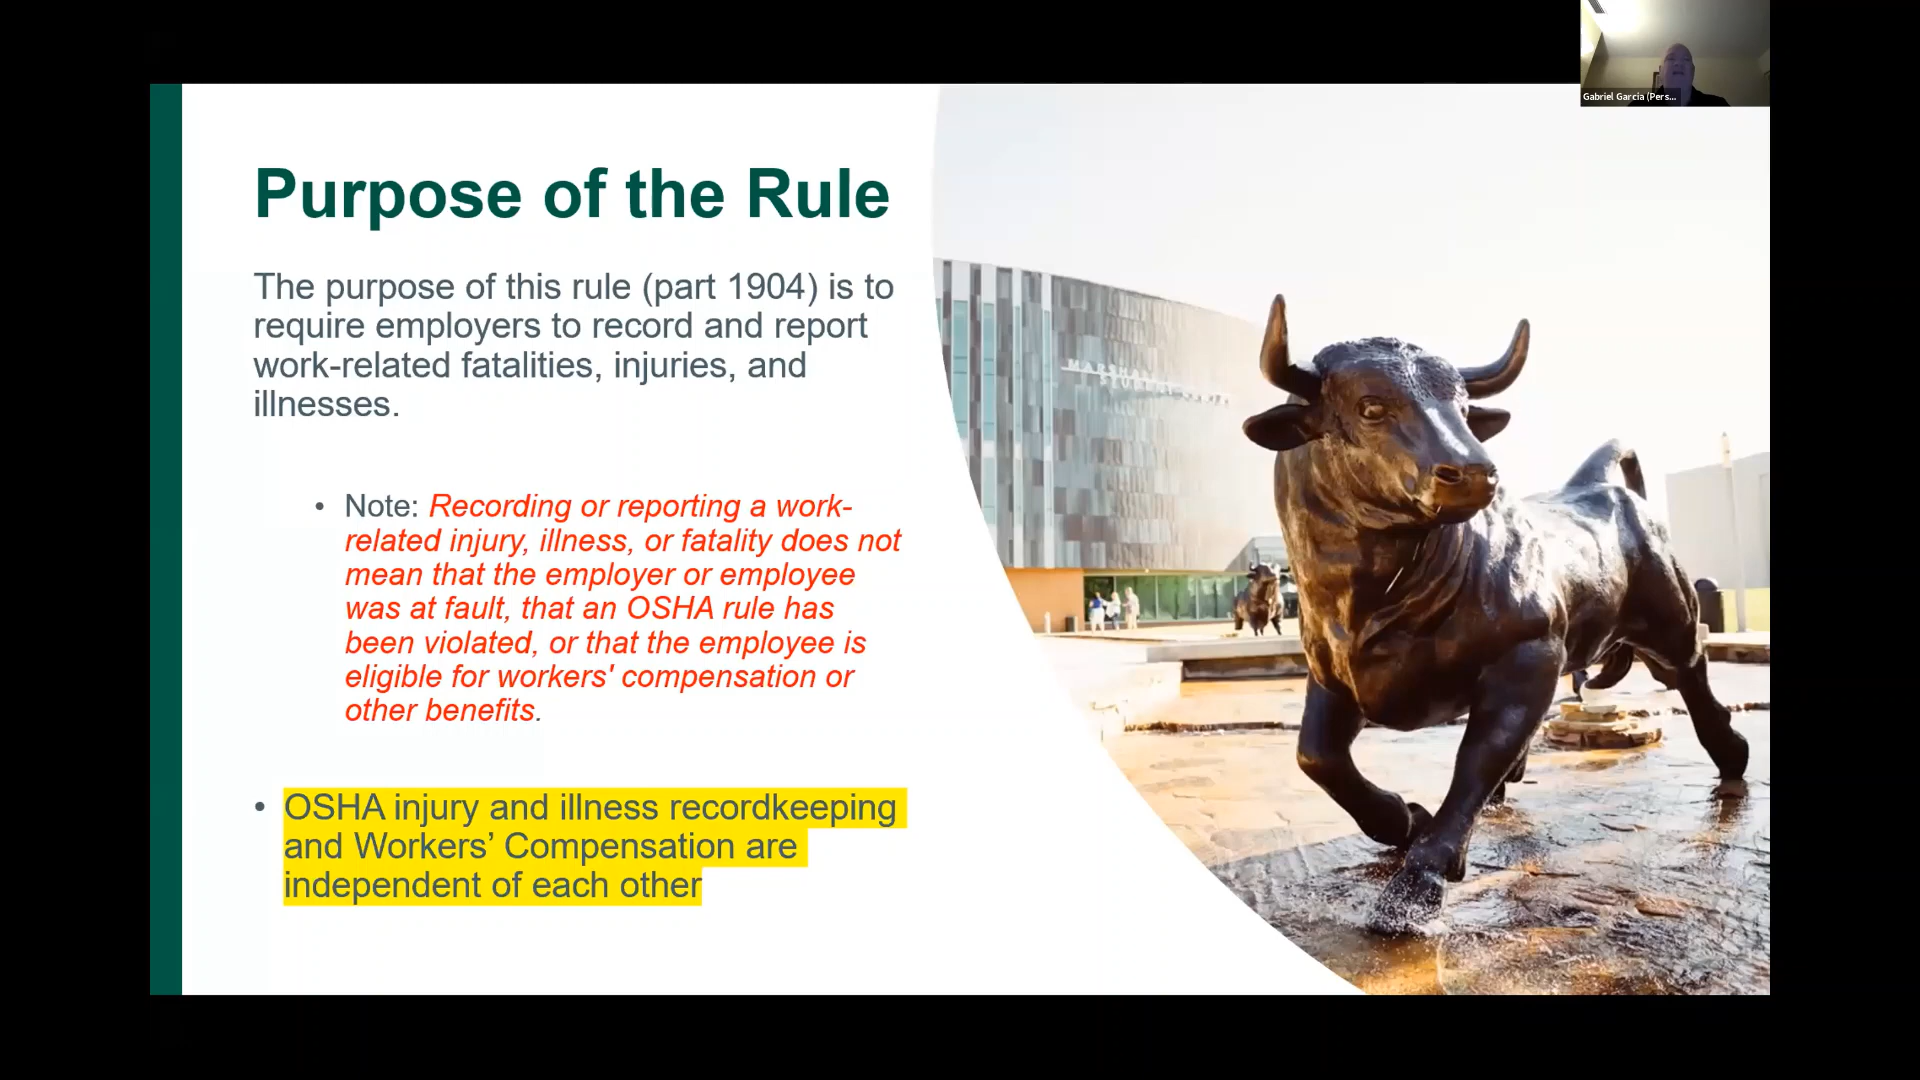 Gabriel Garcia (Pers...
Purpose of the Rule
The purpose of this rule (part 1904) is to
require employers to record and report
work-related fatalities, injuries, and
illnesses.
• Note: Recording or reporting a work-
related injury, illness, or fatality does not
mean that the employer or employee
was at fault, that an OSHA rule has
been violated, or that the employee is
eligible for workers' compensation or
other benefits.
• OSHA injury and illness recordkeeping
and Workers’ Compensation are
independent of each other